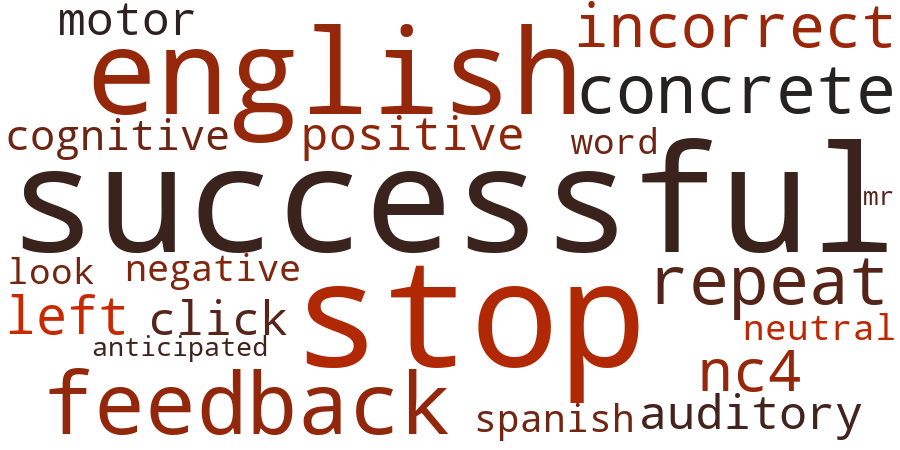 motor
incorrect
english
concrete
cognitive
positive
word
successful
mr
look
negative
stop
repeat
left
click
neutral
anticipated
nc4
feedback
spanish
auditory